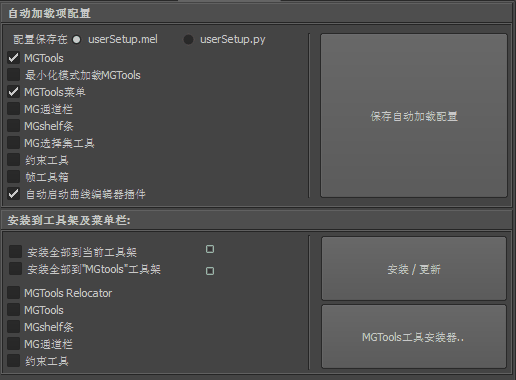 自动加载项配置
配置保存在 userSetup.mel userSetup.py
MGTools
最小化模式加载MGTools
MGTools菜单
MG通道栏
MGshelf条
MG选择集工具
约束工具
帧工具箱
自动启动曲线编辑器插件
保存自动加载配置
安装到工具架及菜单栏:
安装全部到当前工具架
安装全部到"MGtools"工具架
MGTools Relocator
MGTools
MGshelf条
MG通道栏
约束工具
安装 / 更新
MGTools工具安装器..